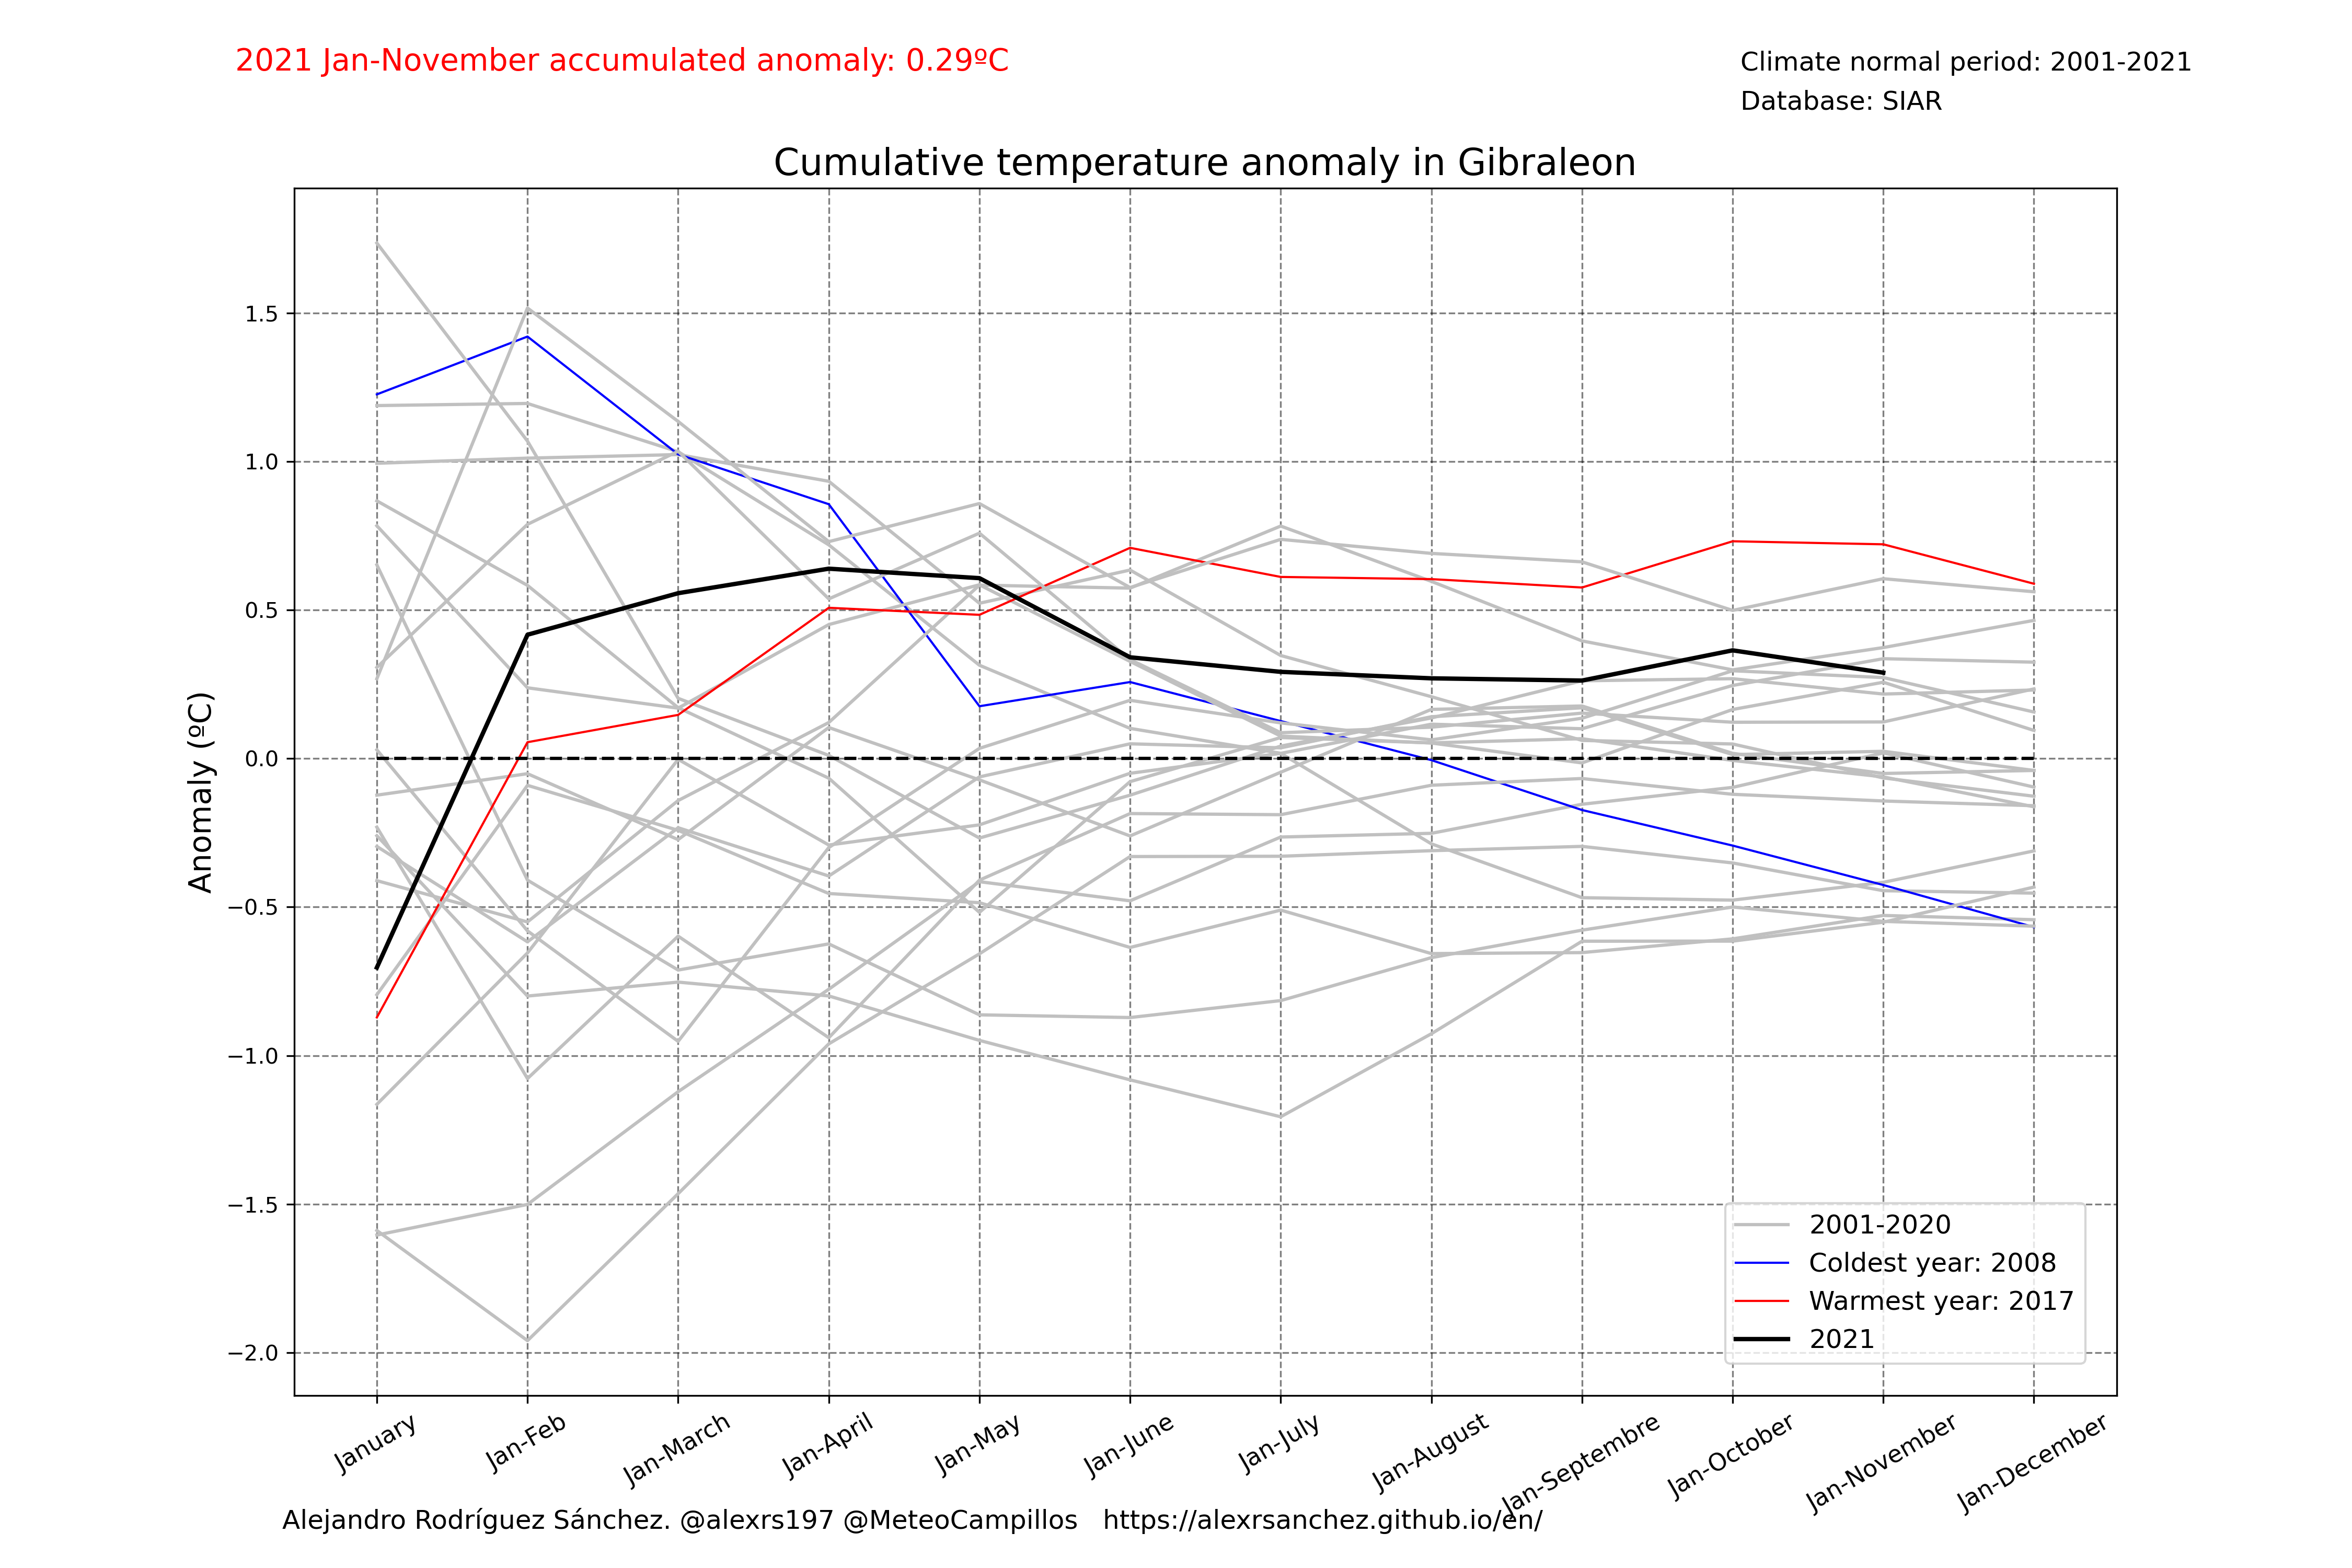 2021 Jan-November accumulated anomaly: 0.29ºC
Climate normal period: 2001-2021
Database: SIAR
Cumulative temperature anomaly in Gibraleon
Anomaly (ºC)
1.5
1.0
0.5
0.0
−0.5
−1.0
−1.5
−2.0
2001-2020
Coldest year: 2008
Warmest year: 2017
2021
January
Jan-Feb
Jan-March
Jan-April
Jan-May
Jan-June
Jan-July
Jan-August
Jan-Septembre
Jan-October
Jan-November
Jan-December
Alejandro Rodríguez Sánchez. @alexrs197 @MeteoCampillos https://alexrsanchez.github.io/en/